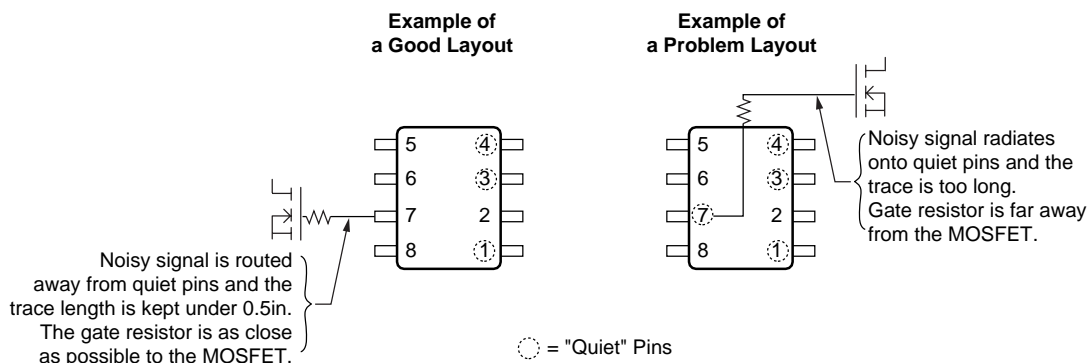 Example of
a Good Layout
Example of
a Problem Layout
5
4
6
3
7
2
8
1
5
4
6
3
7
2
8
1
Noisy signal radiates
onto quiet pins and the
trace is too long.
Gate resistor is far away
from the MOSFET.
Noisy signal is routed
away from quiet pins and the
trace length is kept under 0.5in.
The gate resistor is as close
as possible to the MOSFET.
= "Quiet" Pins